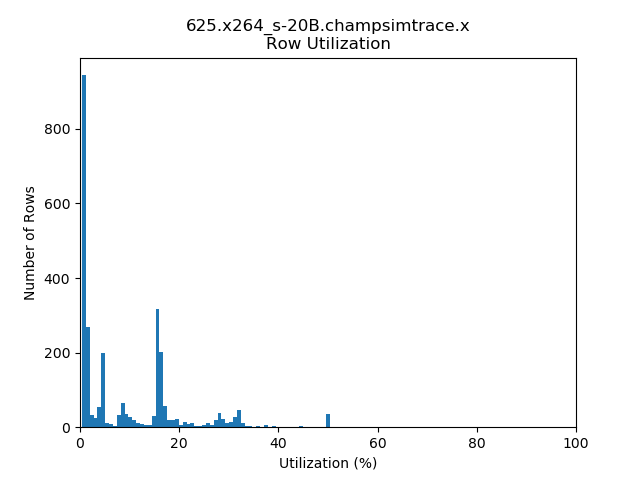 625.x264_s-20B.champsimtrace.x
Row Utilization
800
600
400
200
0
Number of Rows
0 20 40 60 80 100
Utilization (%)